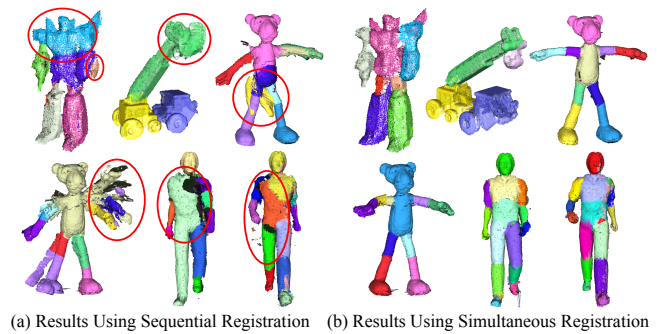 (a) Results Using Sequential Registration
(b) Results Using Simultaneous Registration